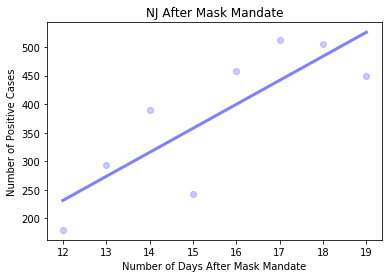 NJ After Mask Mandate
Number of Positive Cases
500
450
400
350
300
250
200
12 13 14 15 16 17 18 19
Number of Days After Mask Mandate